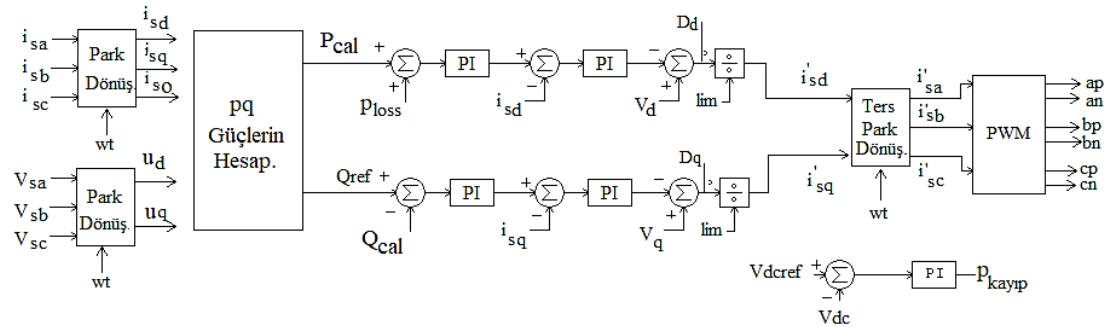 i sa
i sb
i sc
Park
Dönüş.
wt
i sd
i sq
i so
V sa
V sb
V sc
Park
Dönüş.
wt
u d
u q
pq
Güçlerin
Hesap.
P cal
+
Σ
+
p loss
PI
+
Σ
−
i sd
PI
−
Σ
+
V d
D d
÷
lim
i' sd
Qref
+
Σ
−
Q cal
PI
+
Σ
−
i sq
PI
−
Σ
+
V q
D q
÷
lim
i' sq
Ters
Park
Dönüş.
wt
i' sa
i' sb
i' sc
PWM
ap
an
bp
bn
cp
cn
Vdcref
+
Σ
−
Vdc
PI
p kayıp